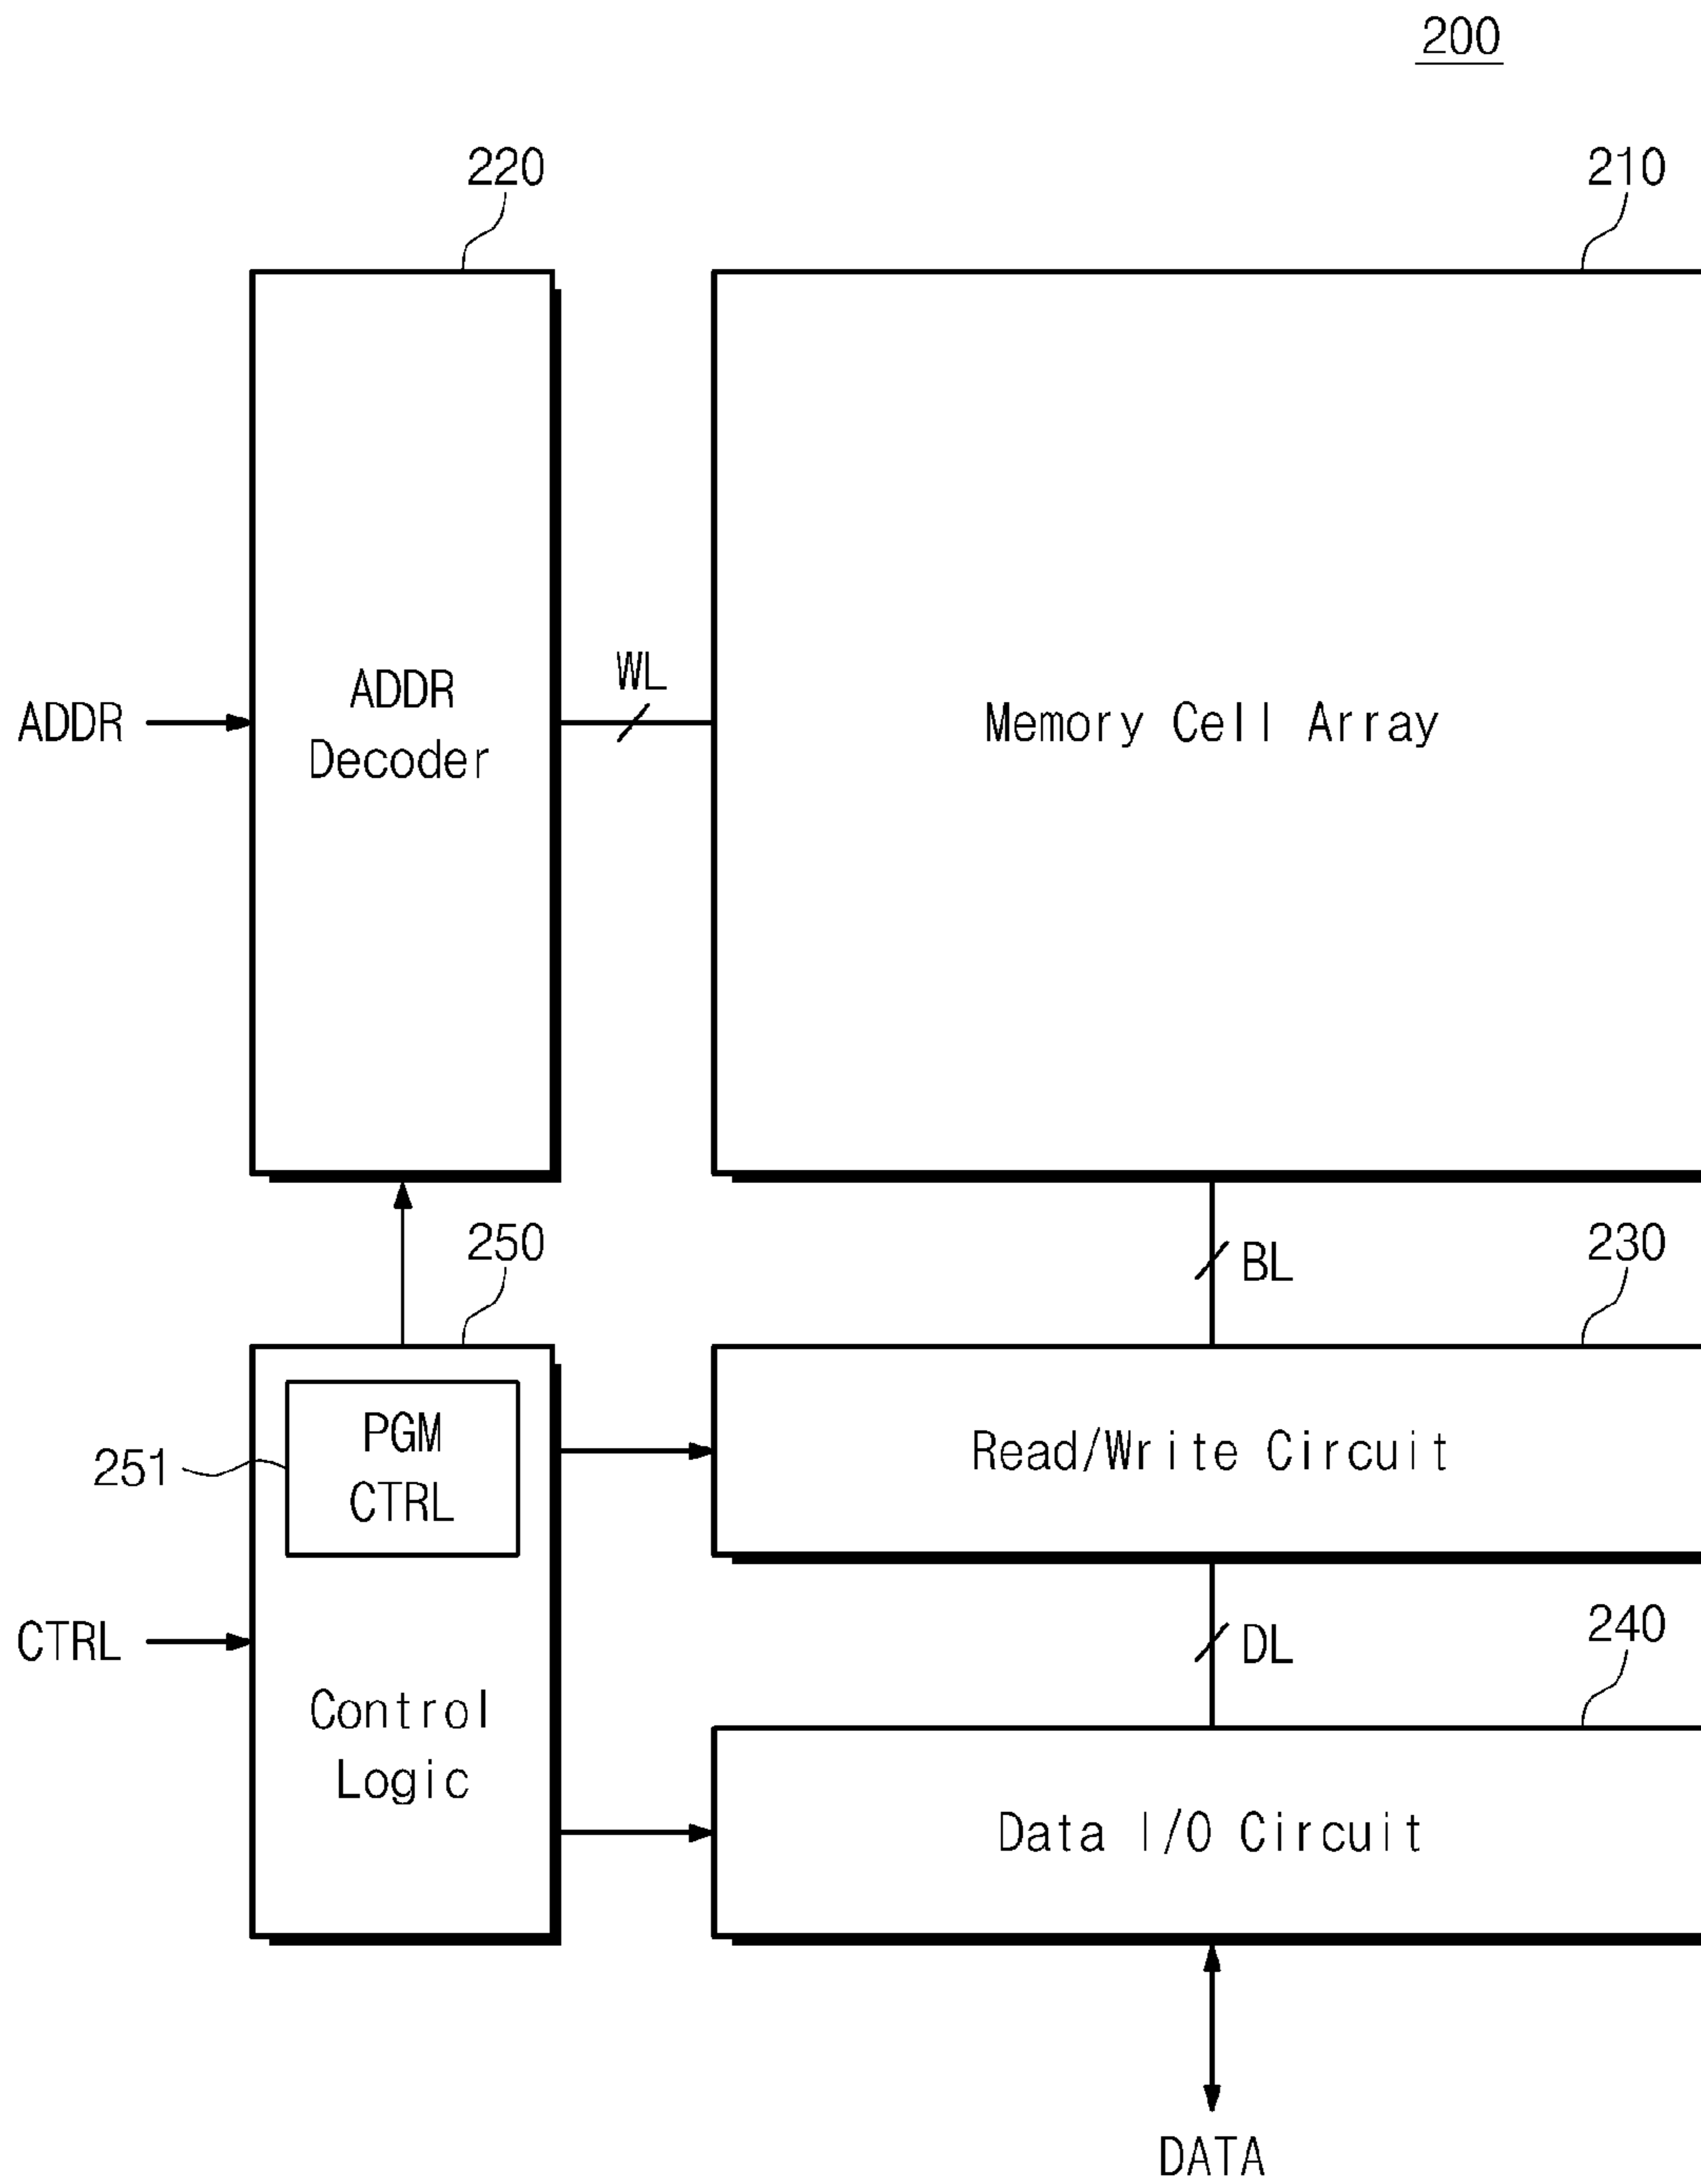 200
220
210
ADDR
ADDR
Decoder
WL
Memory Cell Array
250
BL
230
251
PGM
CTRL
Read/Write Circuit
CTRL
DL
240
Control
Logic
Data I/O Circuit
DATA